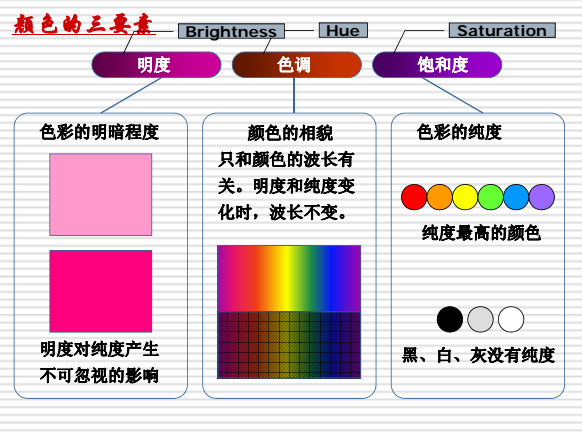 颜色的三要素
Brightness
Hue
Saturation
明度
色调
饱和度
色彩的明暗程度
明度对纯度产生
不可忽视的影响
颜色的相貌
只和颜色的波长有
关。明度和纯度变
化时，波长不变。
色彩的纯度
纯度最高的颜色
黑、白、灰没有纯度